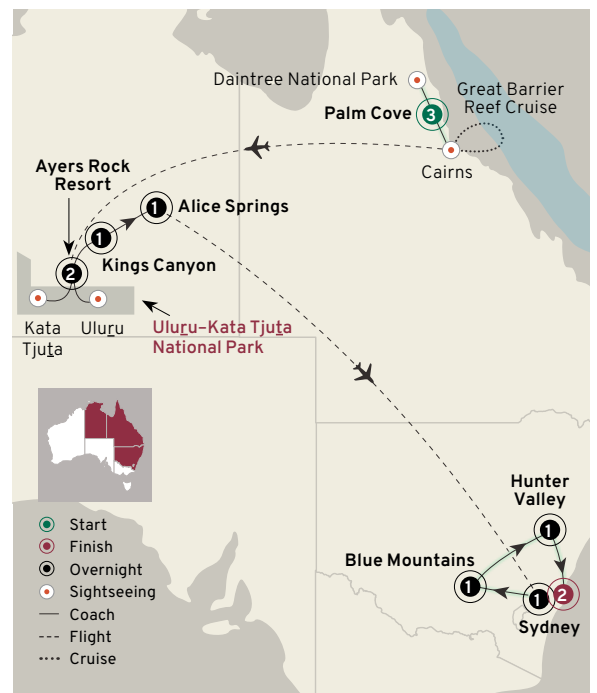 Daintree National Park
Great Barrier
Reef Cruise
Palm Cove
3
Cairns
Ayers Rock
Resort
1
Alice Springs
1
Kings Canyon
2
Kata
Tjuṯa
Uluṟu
Uluṟu–Kata Tjuṯa
National Park
Hunter
Valley
1
Blue Mountains
1
1
2
Sydney
Start
Finish
Overnight
Sightseeing
Coach
Flight
Cruise